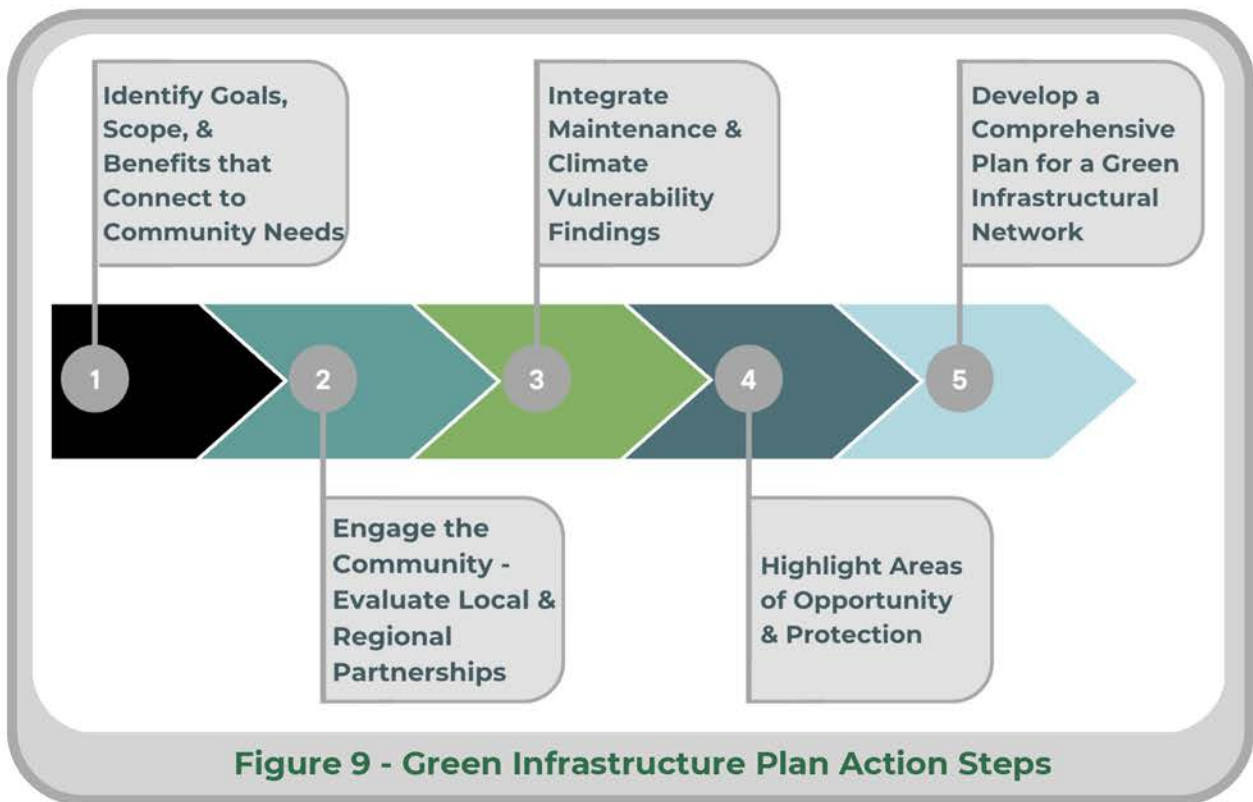 Identify Goals,
Scope, &
Benefits that
Connect to
Community Needs
Integrate
Maintenance &
Climate
Vulnerability
Findings
Develop a
Comprehensive
Plan for a Green
Infrastructural
Network
1
2
3
4
5
Engage the
Community -
Evaluate Local &
Regional
Partnerships
Highlight Areas
of Opportunity
& Protection
Figure 9 - Green Infrastructure Plan Action Steps